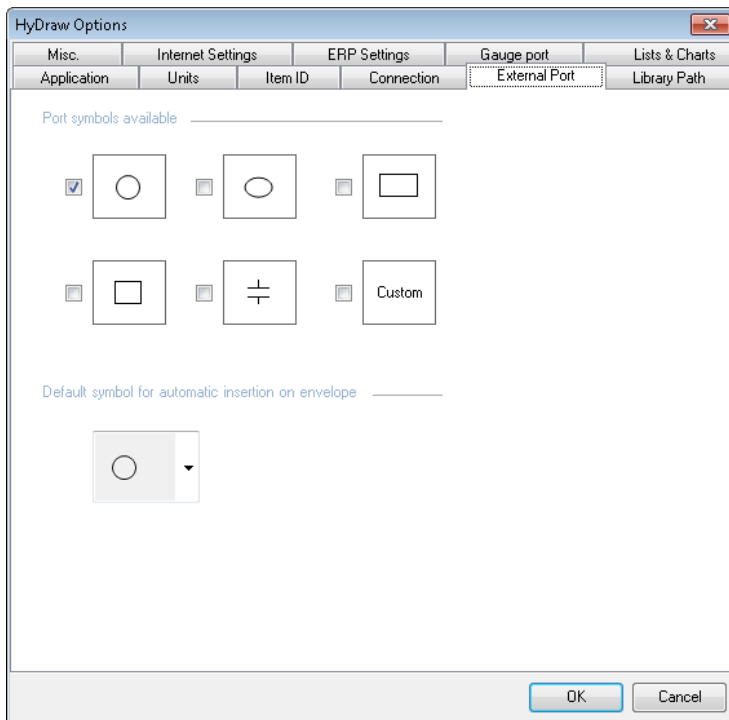 HyDraw Options
Misc. Internet Settings ERP Settings Gauge port Lists & Charts
Application Units Item ID Connection External Port Library Path
Port symbols available
Custom
Default symbol for automatic insertion on envelope
OK Cancel